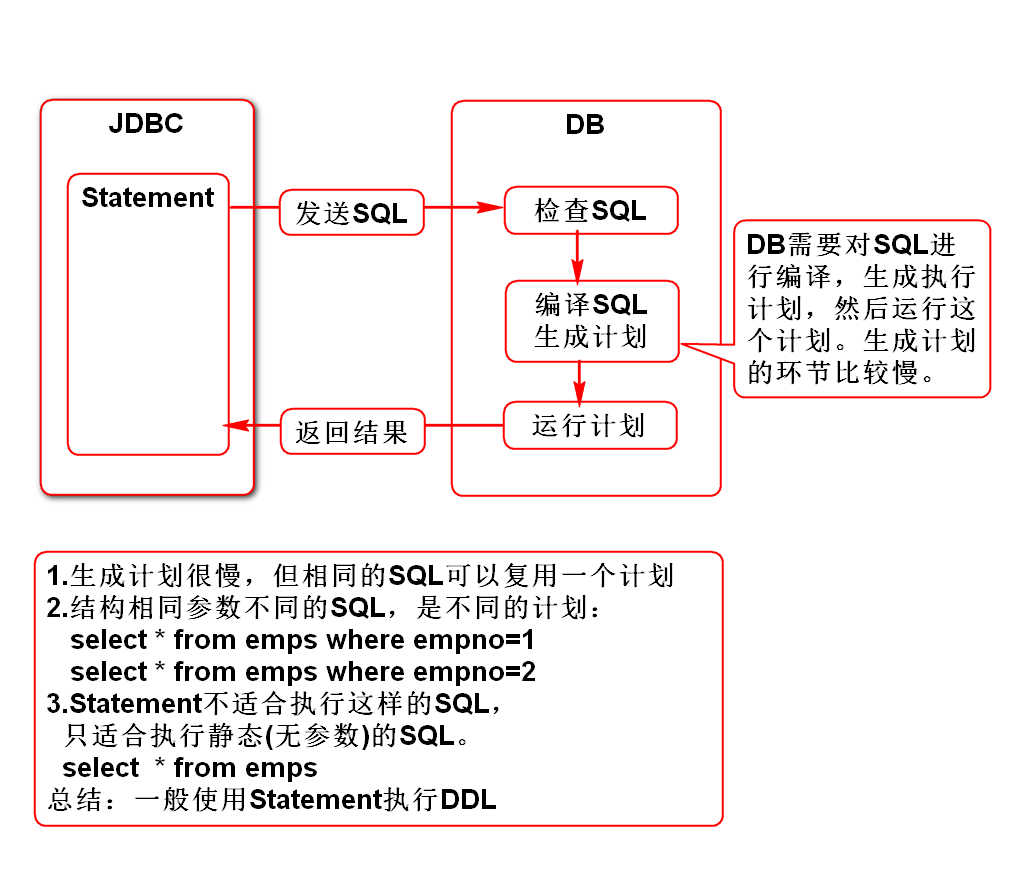 JDBC
Statement
发送SQL
返回结果
DB
检查SQL
编译SQL
生成计划
运行计划
DB需要对SQL进
行编译，生成执行
计划，然后运行这
个计划。生成计划
的环节比较慢。
1.生成计划很慢，但相同的SQL可以复用一个计划
2.结构相同参数不同的SQL，是不同的计划：
select * from emps where empno=1
select * from emps where empno=2
3.Statement不适合执行这样的SQL，
只适合执行静态(无参数)的SQL。
select  * from emps
总结：一般使用Statement执行DDL